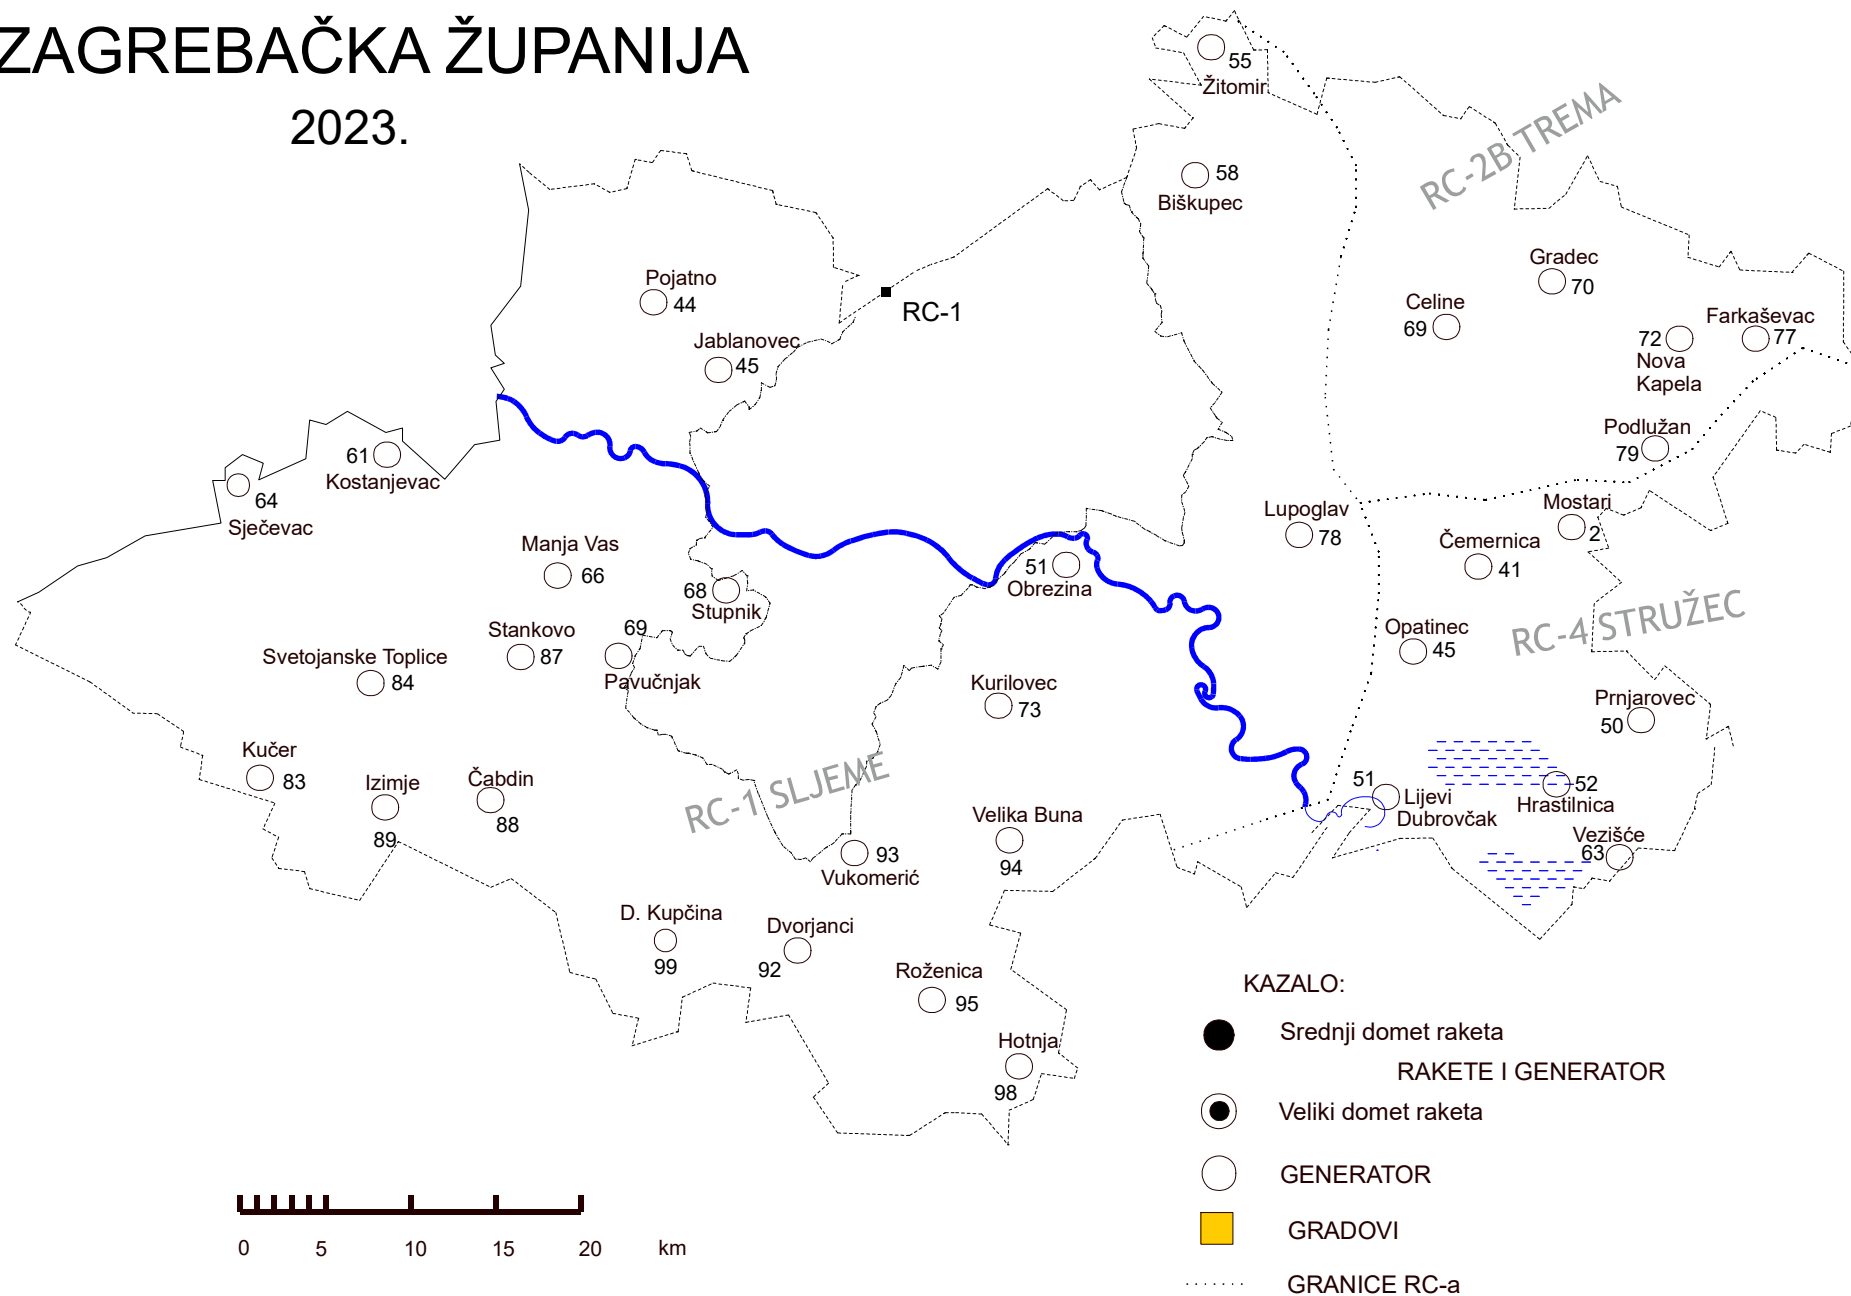 ZAGREBAČKA ŽUPANIJA
2023.
55
Žitomir
RC-2B TREMA
58
Biškupec
Pojatno
44
RC-1
Jablanovec
45
Gradec
70
Celine
69
Farkaševac
77
72
Nova
Kapela
Podlužan
79
61
Kostanjevac
64
Sječevac
Manja Vas
66
68
Stupnik
51
Obrezina
Lupoglav
78
Mostari
2
Čemernica
41
Stankovo
87
69
Pavučnjak
Svetojanske Toplice
84
Opatinec
45
RC-4 STRUŽEC
Kurilovec
73
Prnjarovec
50
Kučer
83
Izimje
89
Čabdin
88
RC-1 SLJEME
51
Lijevi
Dubrovčak
52
Hrastilnica
Vezišće
63
Velika Buna
94
93
Vukomerić
D. Kupčina
99
Dvorjanci
92
Roženica
95
Hotnja
98
KAZALO:
Srednji domet raketa
RAKETE I GENERATOR
Veliki domet raketa
GENERATOR
GRADOVI
GRANICE RC-a
0 5 10 15 20 km